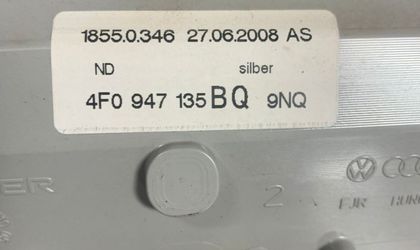 1855.0.346 27.06.2008 AS
ND silber
4F0 947 135 BQ 9NQ
2